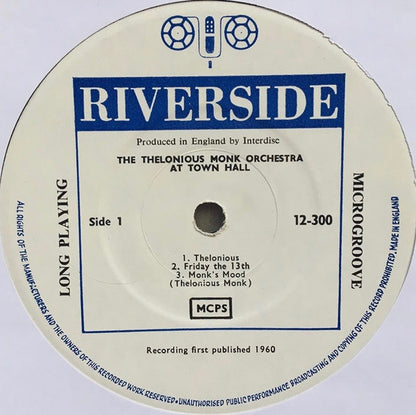 RIVERSIDE
Produced in England by Interdisc
THE THELONIOUS MONK ORCHESTRA
AT TOWN HALL
LONG PLAYING
Side 1
12-300
MICROGROOVE
1. Thelonious
2. Friday the 13th
3. Monk's Mood
(Thelonious Monk)
MCPS
Recording first published 1960
ALL RIGHTS OF THE MANUFACTURERS AND THE OWNERS OF THIS RECORDED WORK RESERVED · UNAUTHORISED PUBLIC PERFORMANCE BROADCASTING AND COPYING OF THIS RECORD PROHIBITED, MADE IN ENGLAND